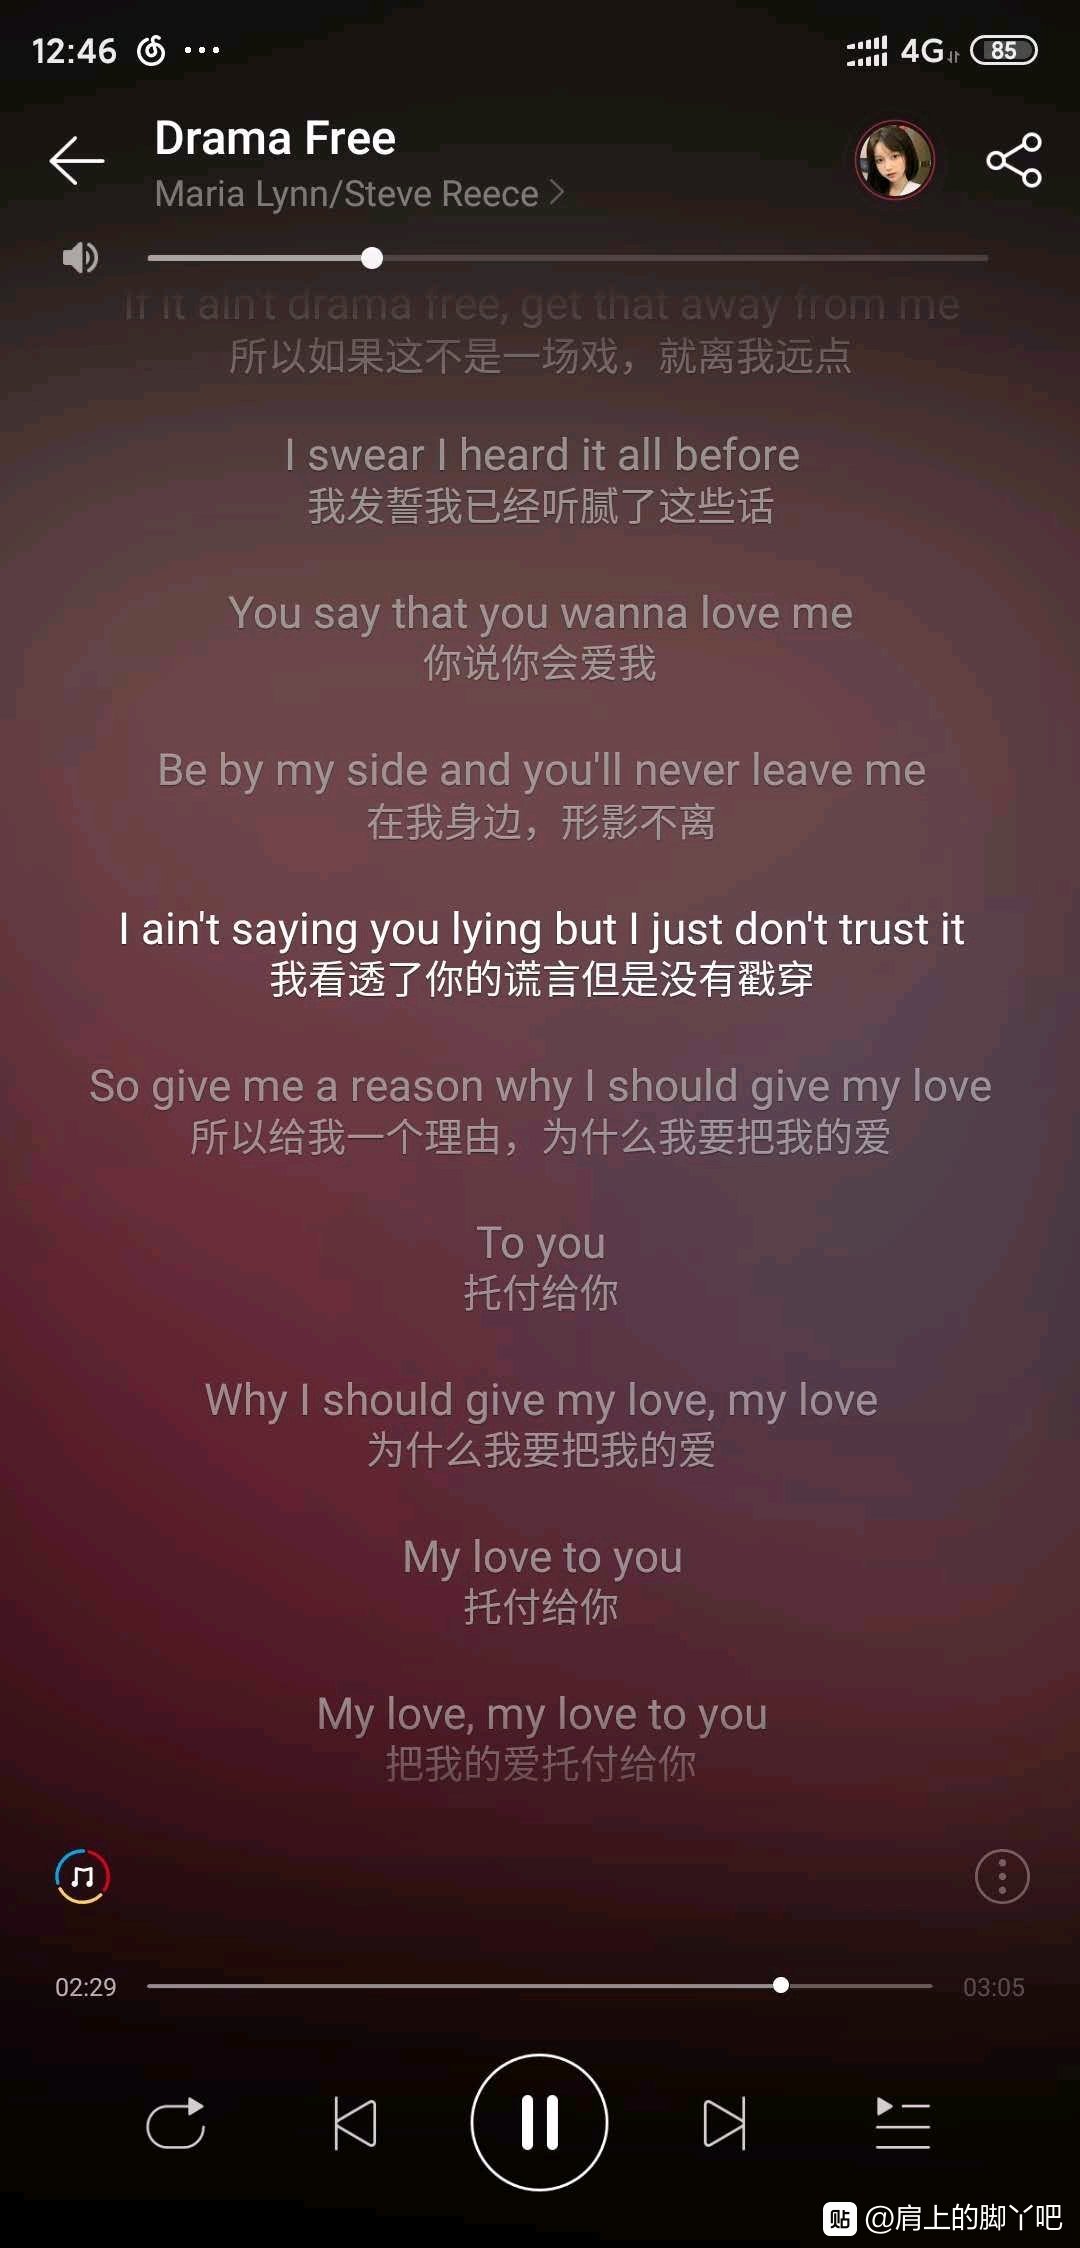 12:46
4G
85
Drama Free
Maria Lynn/Steve Reece
If it ain't drama free, get that away from me
所以如果这不是一场戏，就离我远点
I swear I heard it all before
我发誓我已经听腻了这些话
You say that you wanna love me
你说你会爱我
Be by my side and you'll never leave me
在我身边，形影不离
I ain't saying you lying but I just don't trust it
我看透了你的谎言但是没有戳穿
So give me a reason why I should give my love
所以给我一个理由，为什么我要把我的爱
To you
托付给你
Why I should give my love, my love
为什么我要把我的爱
My love to you
托付给你
My love, my love to you
把我的爱托付给你
02:29
03:05
贴 @肩上的脚丫吧